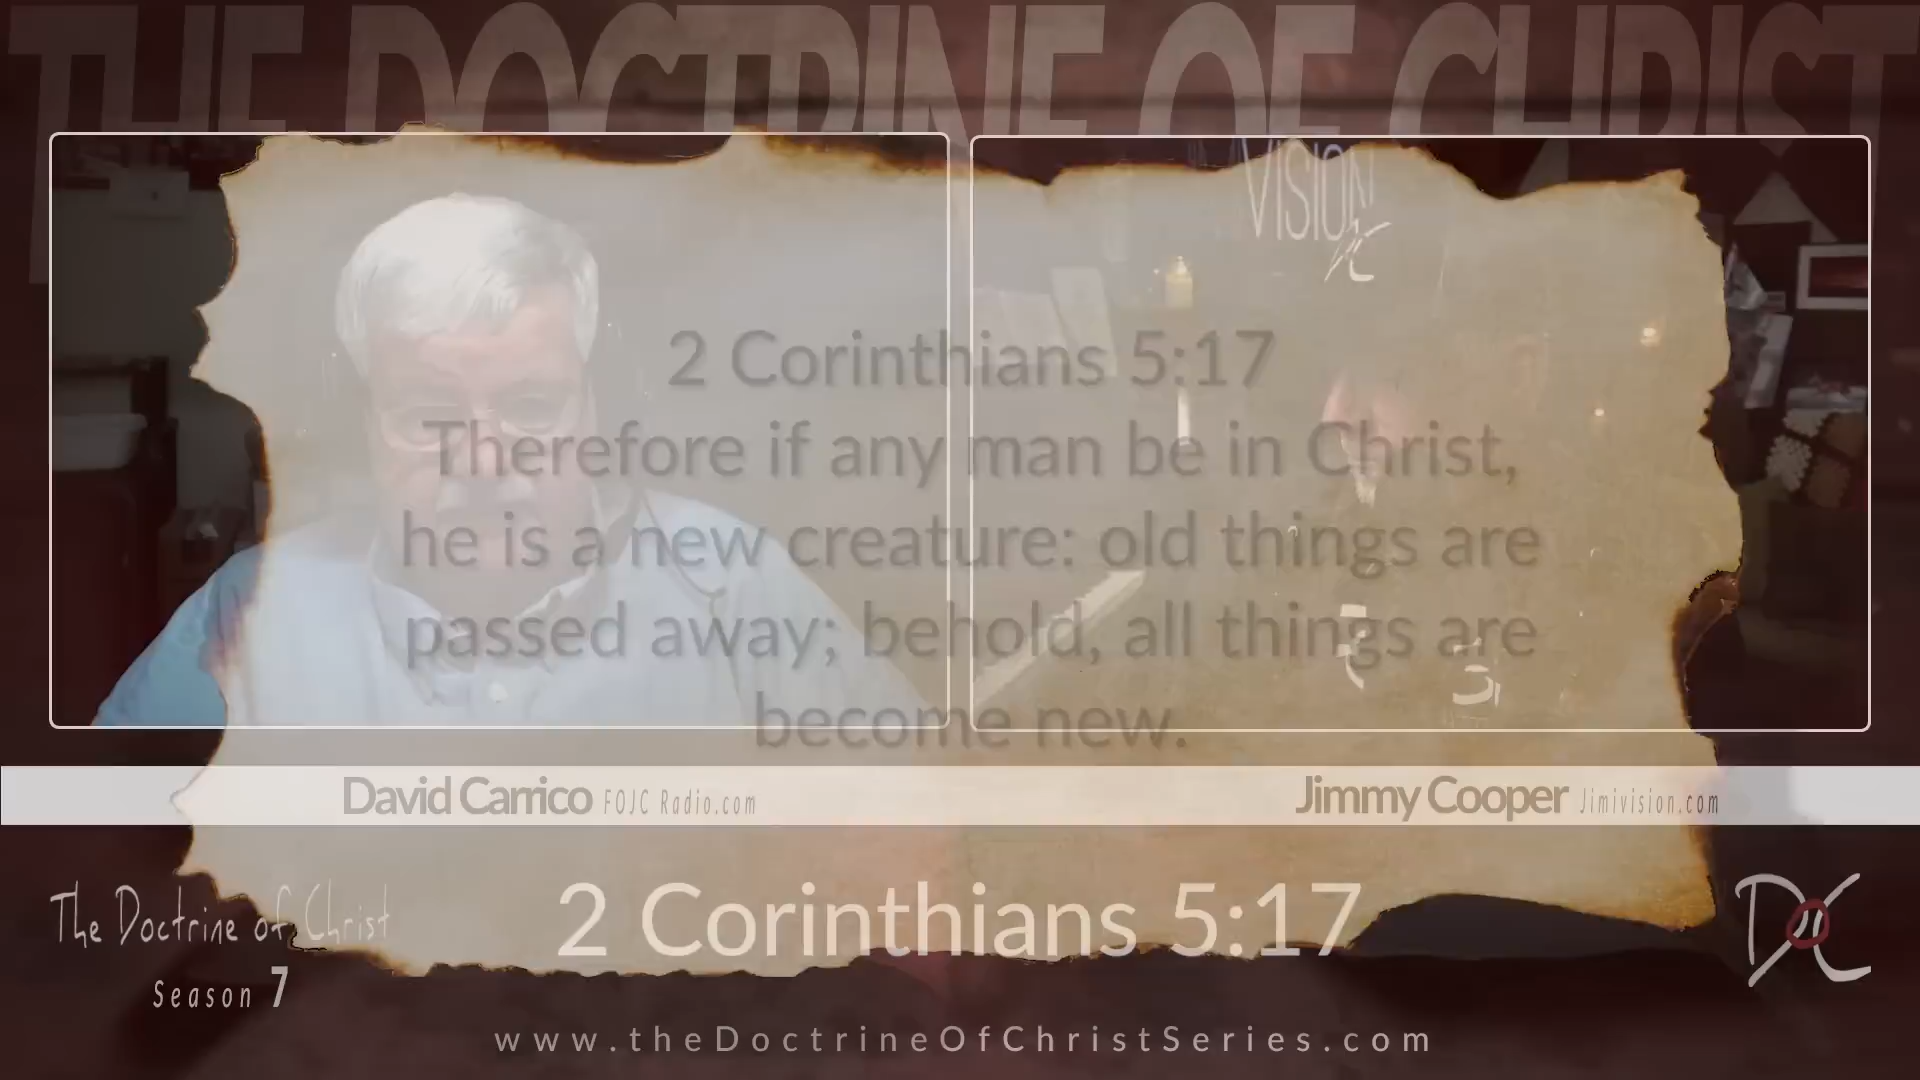 THE DOCTRINE OF CHRIST
VISION
2 Corinthians 5:17
Therefore if any man be in Christ,
he is a new creature: old things are
passed away; behold, all things are
become new.
David Carrico FOJC Radio.com
Jimmy Cooper Jimivision.com
The Doctrine of Christ
Season 7
2 Corinthians 5:17
DC
www.theDoctrineOfChristSeries.com